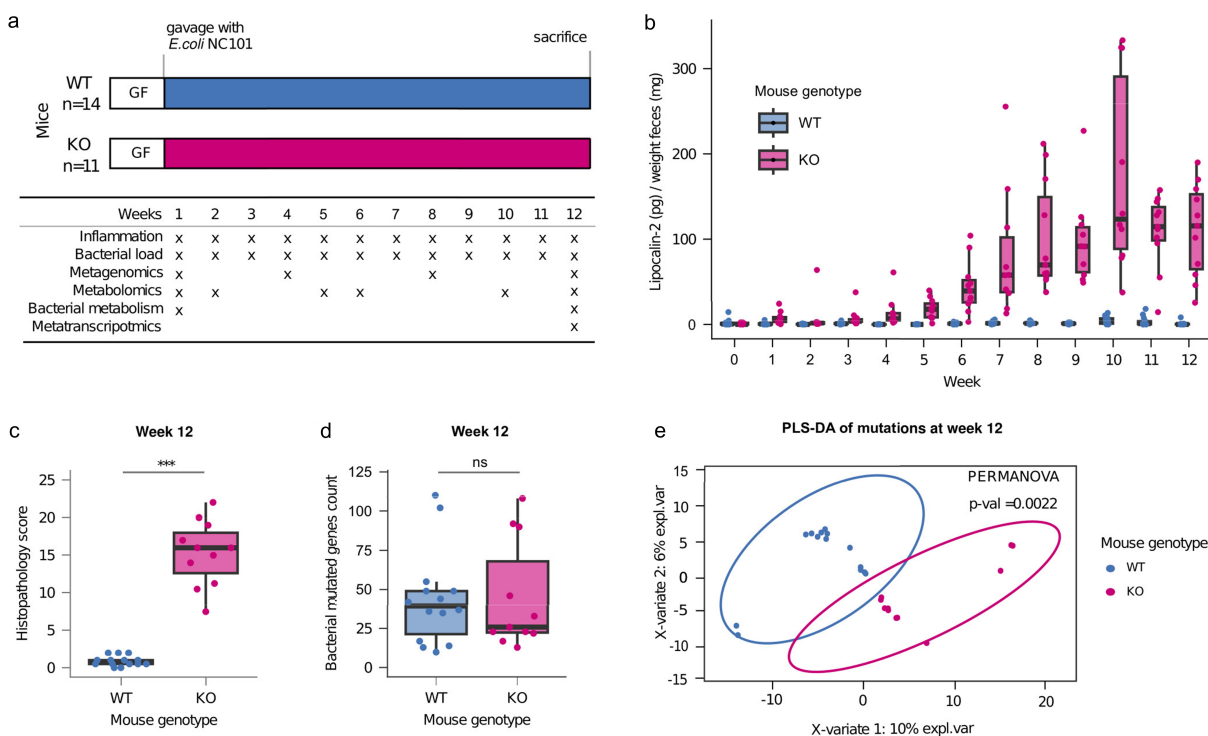 a
gavage with
E.coli NC101
sacrifice
Mice
WT
n=14
GF
KO
n=11
GF
Weeks 1 2 3 4 5 6 7 8 9 10 11 12
Inflammation x x x x x x x x x x x x
Bacterial load x x x x x x x x x x x x
Metagenomics x x x x
Metabolomics x x x x x x
Bacterial metabolism x x
Metatranscripotmics x
b
Lipocalin-2 (pg) / weight feces (mg)
300
200
100
0
Mouse genotype
WT
KO
0 1 2 3 4 5 6 7 8 9 10 11 12
Week
c
Week 12
***
Histopathology score
25
20
15
10
5
0
WT KO
Mouse genotype
d
Week 12
ns
Bacterial mutated genes count
125
100
75
50
25
0
WT KO
Mouse genotype
e
PLS-DA of mutations at week 12
PERMANOVA
p-val =0.0022
X-variate 2: 6% expl.var
15
10
5
0
-5
-10
-15
-10 0 10 20
X-variate 1: 10% expl.var
Mouse genotype
WT
KO